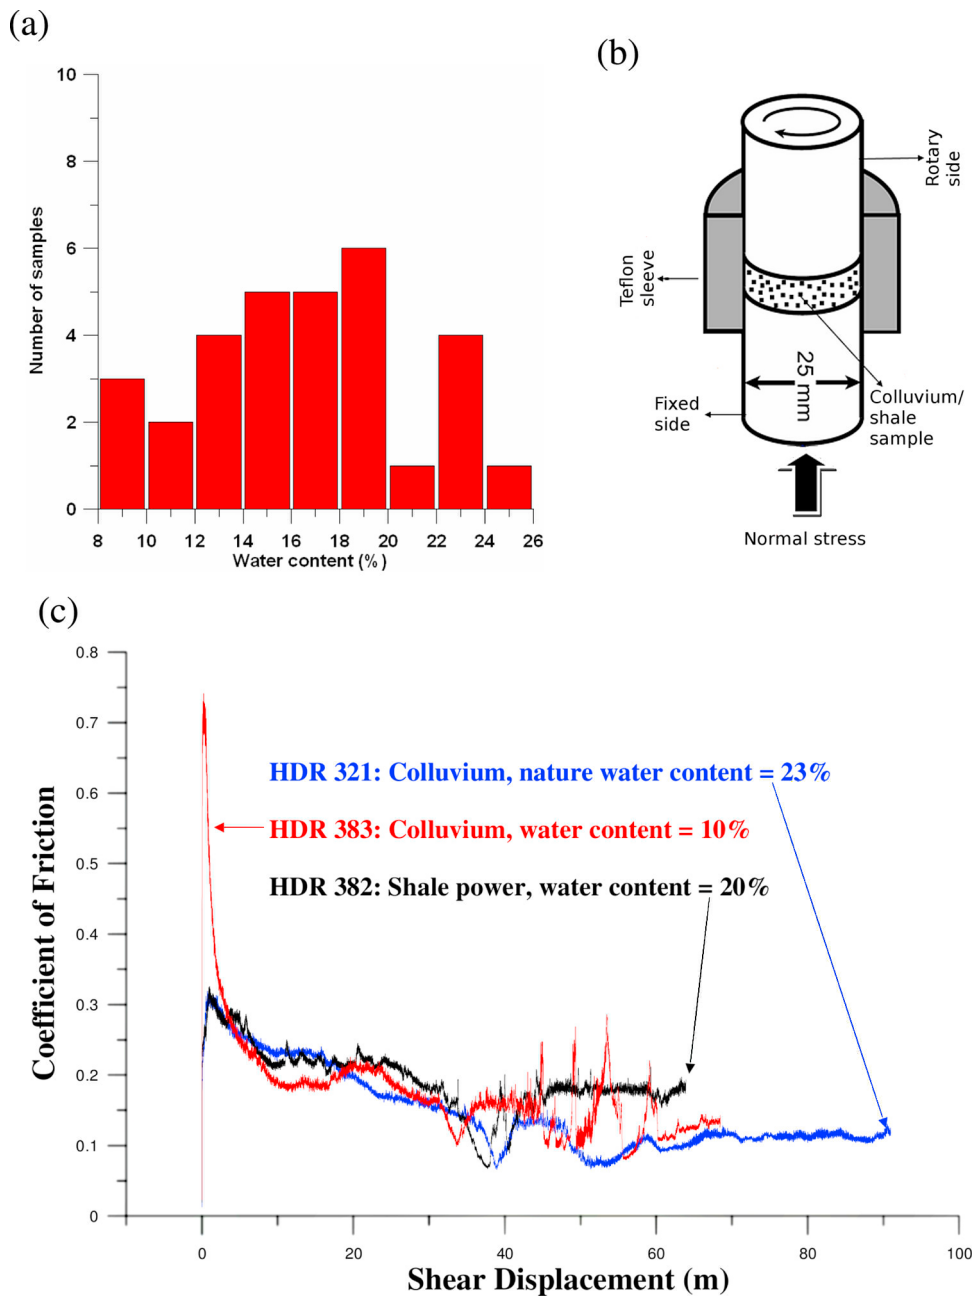 (a)
10
8
6
4
2
0
Number of samples
8 10 12 14 16 18 20 22 24 26
Water content (%)
(b)
Rotary
side
Teflon
sleeve
25 mm
Fixed
side
Colluvium/
shale
sample
Normal stress
(c)
0.8
0.7
0.6
0.5
0.4
0.3
0.2
0.1
0
Coefficient of Friction
HDR 321: Colluvium, nature water content = 23%
HDR 383: Colluvium, water content = 10%
HDR 382: Shale power, water content = 20%
0 20 40 60 80 100
Shear Displacement (m)